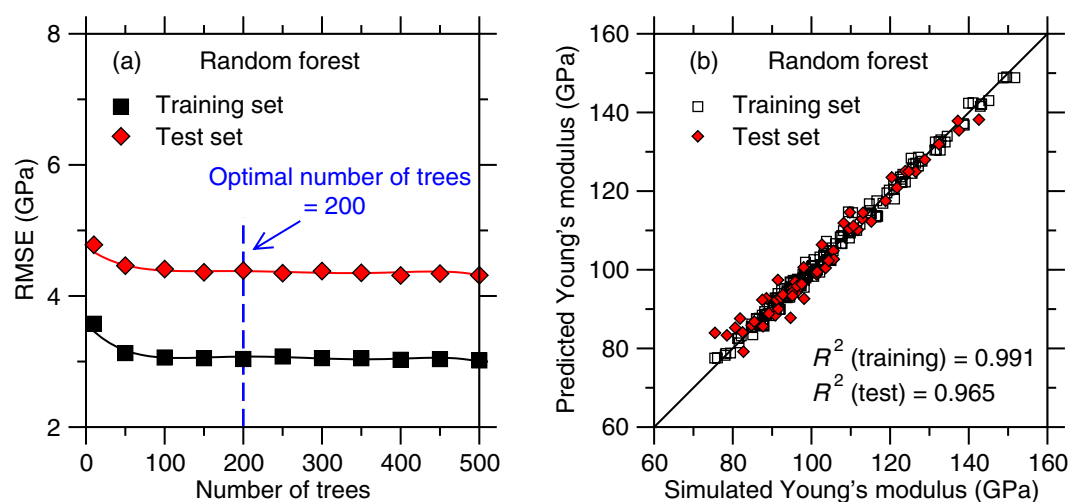 (a) Random forest
Training set
Test set
Optimal number of trees
= 200
RMSE (GPa)
8
6
4
2
0 100 200 300 400 500
Number of trees
(b) Random forest
Training set
Test set
R² (training) = 0.991
R² (test) = 0.965
Predicted Young's modulus (GPa)
160
140
120
100
80
60
60 80 100 120 140 160
Simulated Young's modulus (GPa)